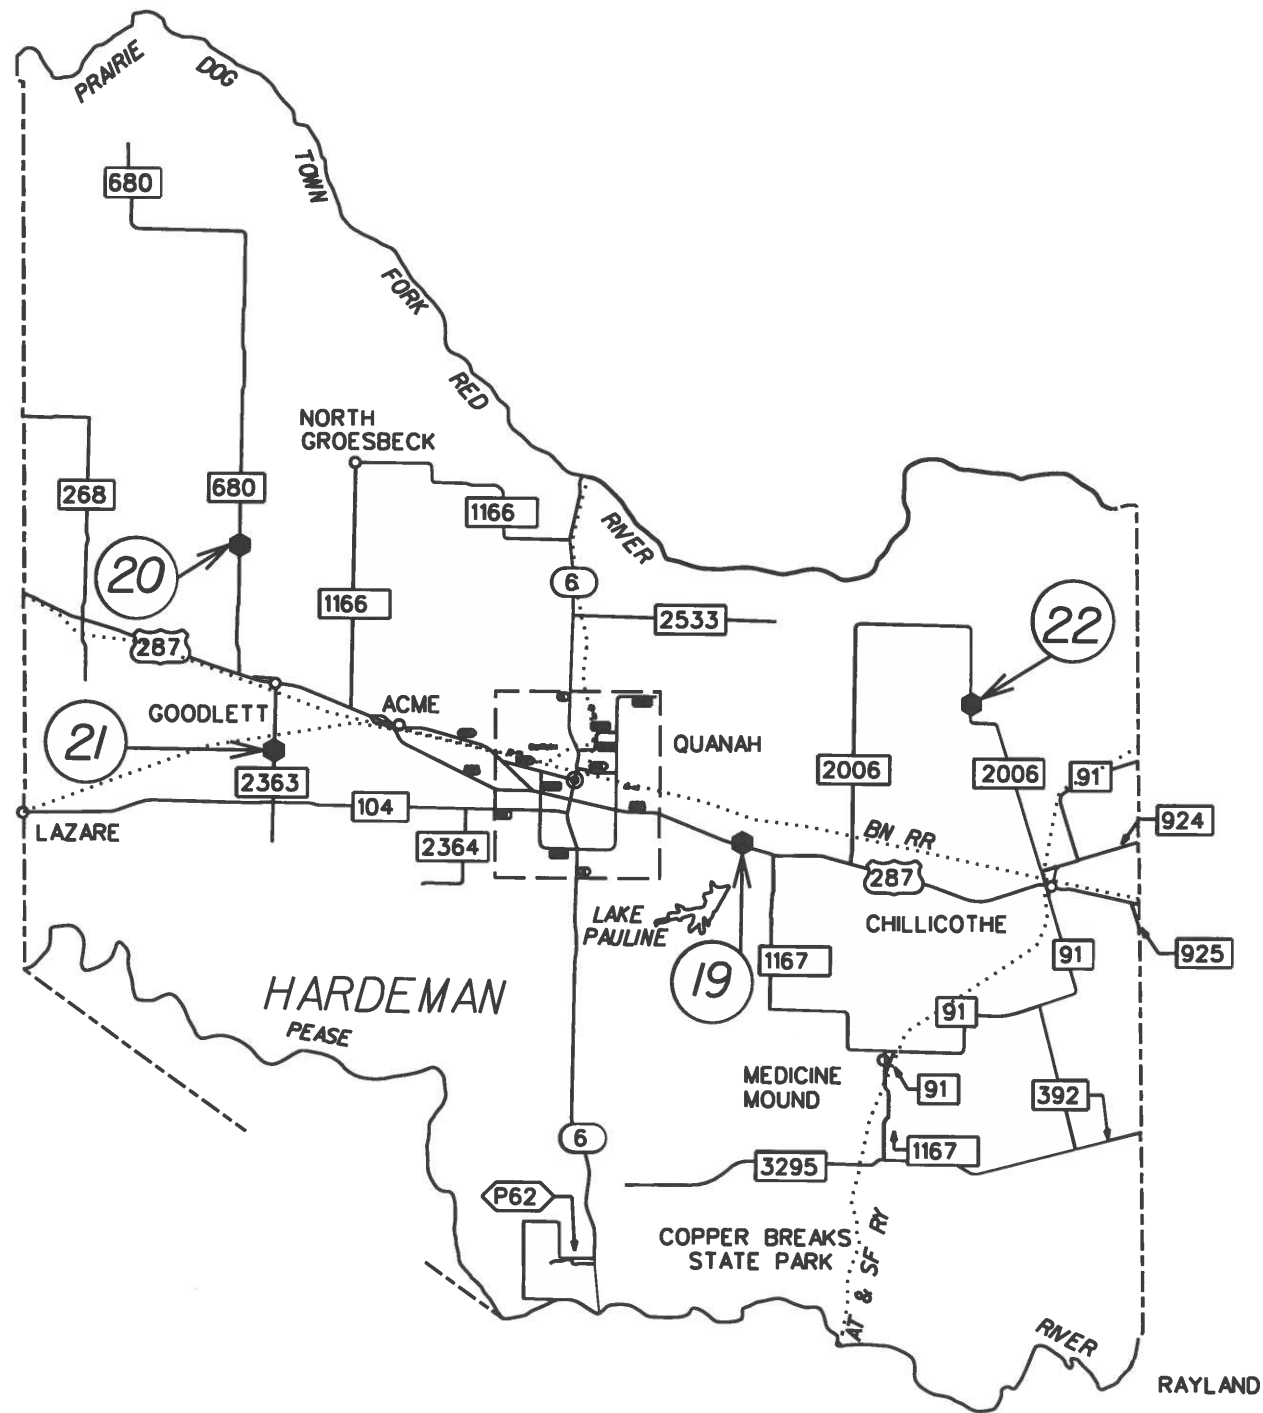 PRAIRIE
DOG
TOWN
FORK
RED
RIVER
680
NORTH
GROESBECK
268
680
1166
20
6
1166
2533
22
287
ACME
GOODLETT
21
QUANAH
2363
2006
2006
91
104
924
LAZARE
BN RR
2364
287
LAKE
PAULINE
CHILLICOTHE
925
1167
91
19
HARDEMAN
PEASE
91
MEDICINE
MOUND
91
392
6
1167
3295
P62
COPPER BREAKS
STATE PARK
AT & SF RY
RIVER
RAYLAND